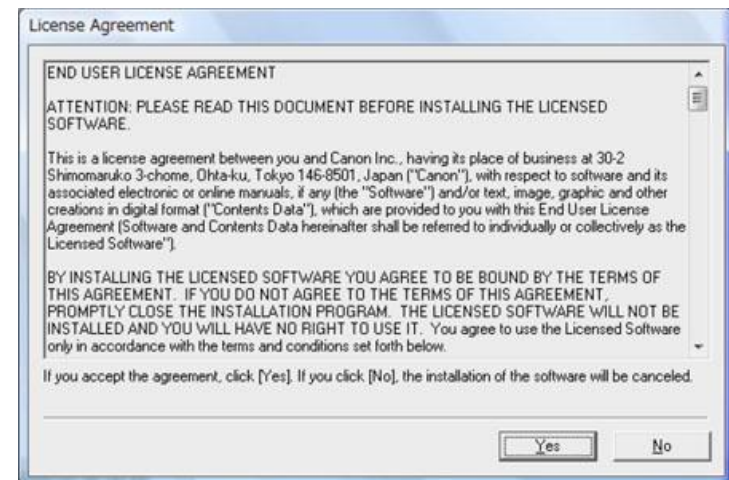 License Agreement
END USER LICENSE AGREEMENT
ATTENTION: PLEASE READ THIS DOCUMENT BEFORE INSTALLING THE LICENSED
SOFTWARE.
This is a license agreement between you and Canon Inc., having its place of business at 30-2
Shimomaruko 3-chome, Ohta-ku, Tokyo 146-8501, Japan ("Canon"), with respect to software and its
associated electronic or online manuals, if any (the "Software") and/or text, image, graphic and other
creations in digital format ("Contents Data"), which are provided to you with this End User License
Agreement (Software and Contents Data hereinafter shall be referred to individually or collectively as the
Licensed Software").
BY INSTALLING THE LICENSED SOFTWARE YOU AGREE TO BE BOUND BY THE TERMS OF
THIS AGREEMENT. IF YOU DO NOT AGREE TO THE TERMS OF THIS AGREEMENT,
PROMPTLY CLOSE THE INSTALLATION PROGRAM. THE LICENSED SOFTWARE WILL NOT BE
INSTALLED AND YOU WILL HAVE NO RIGHT TO USE IT. You agree to use the Licensed Software
only in accordance with the terms and conditions set forth below.
If you accept the agreement, click [Yes]. If you click [No], the installation of the software will be canceled.
Yes No